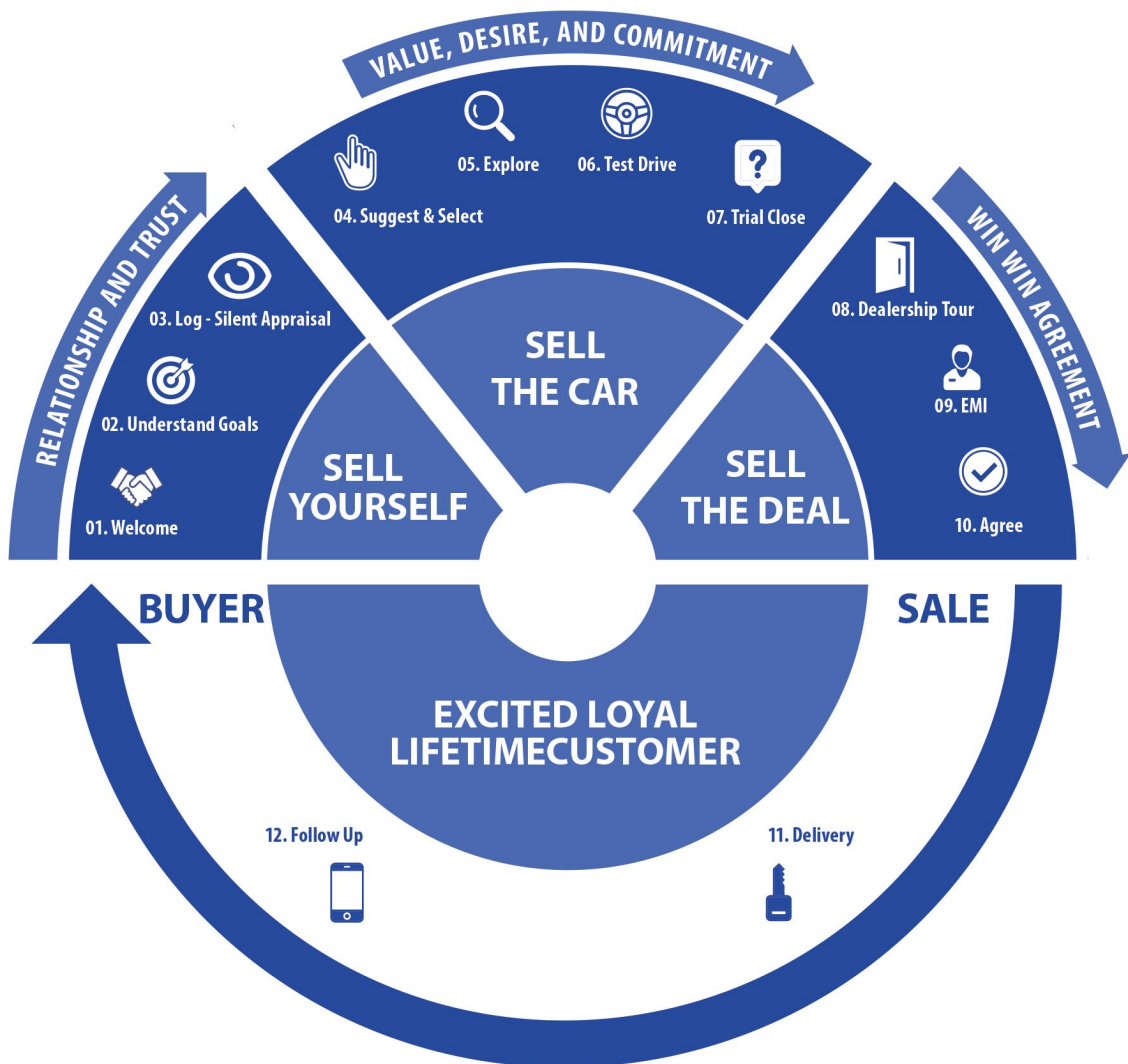 VALUE, DESIRE, AND COMMITMENT
RELATIONSHIP AND TRUST
WIN WIN AGREEMENT
01. Welcome
02. Understand Goals
03. Log - Silent Appraisal
SELL
YOURSELF
04. Suggest & Select
05. Explore
06. Test Drive
07. Trial Close
SELL
THE CAR
08. Dealership Tour
09. EMI
10. Agree
SELL
THE DEAL
BUYER
SALE
EXCITED LOYAL
LIFETIMECUSTOMER
11. Delivery
12. Follow Up